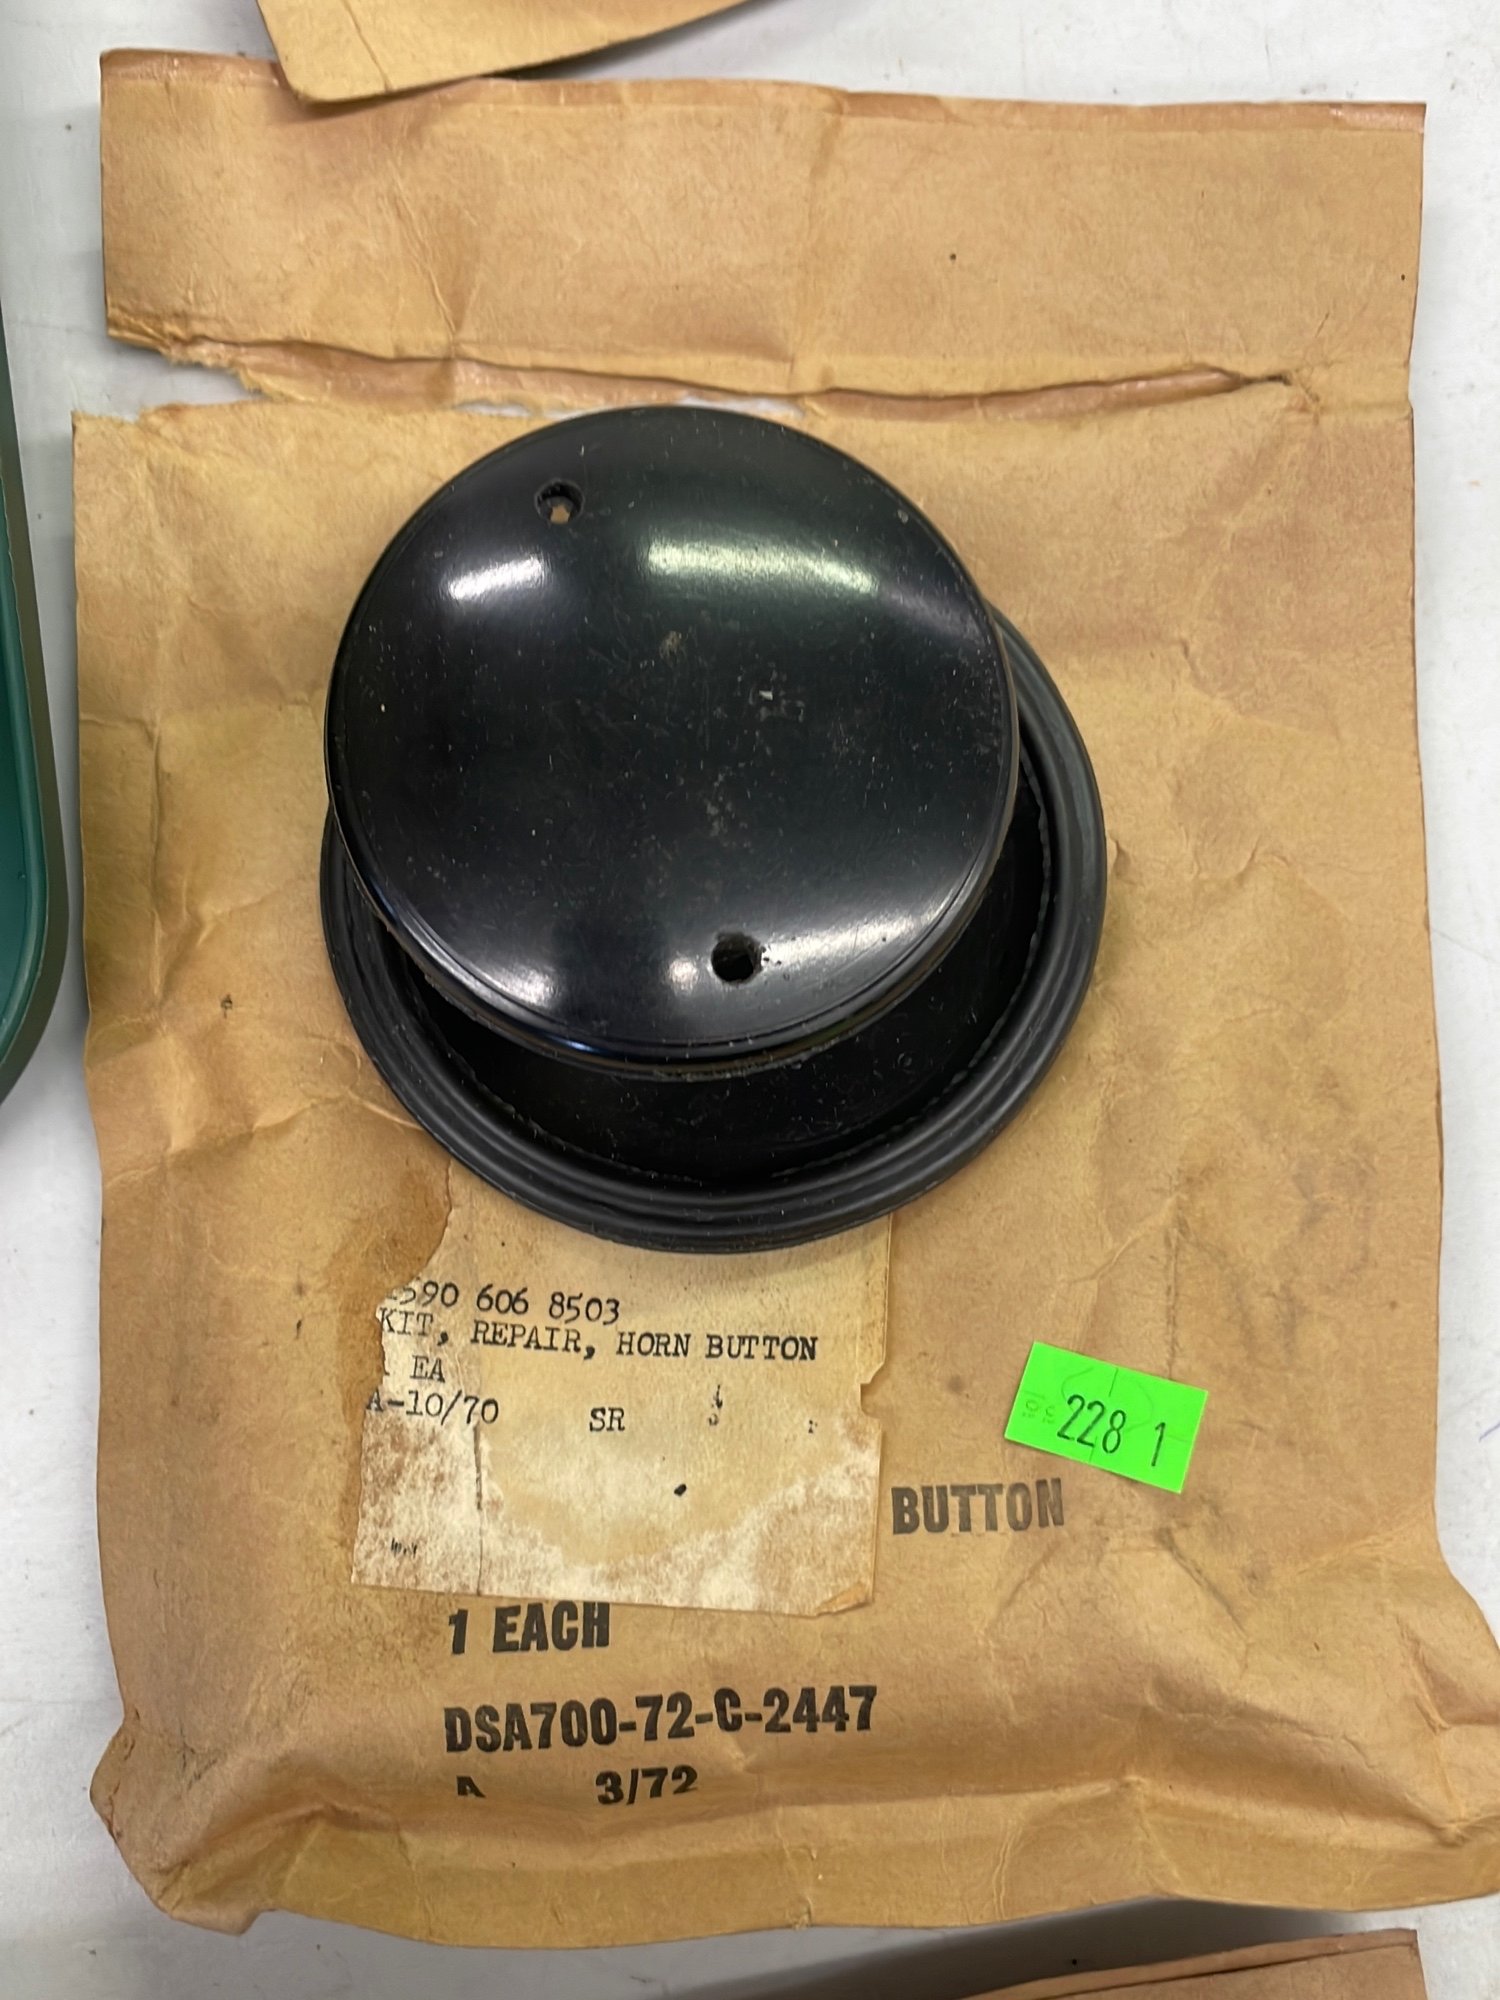 590 606 8503
KIT, REPAIR, HORN BUTTON
EA
A-10/70 SR
228 1
BUTTON
1 EACH
DSA700-72-C-2447
A 3/72